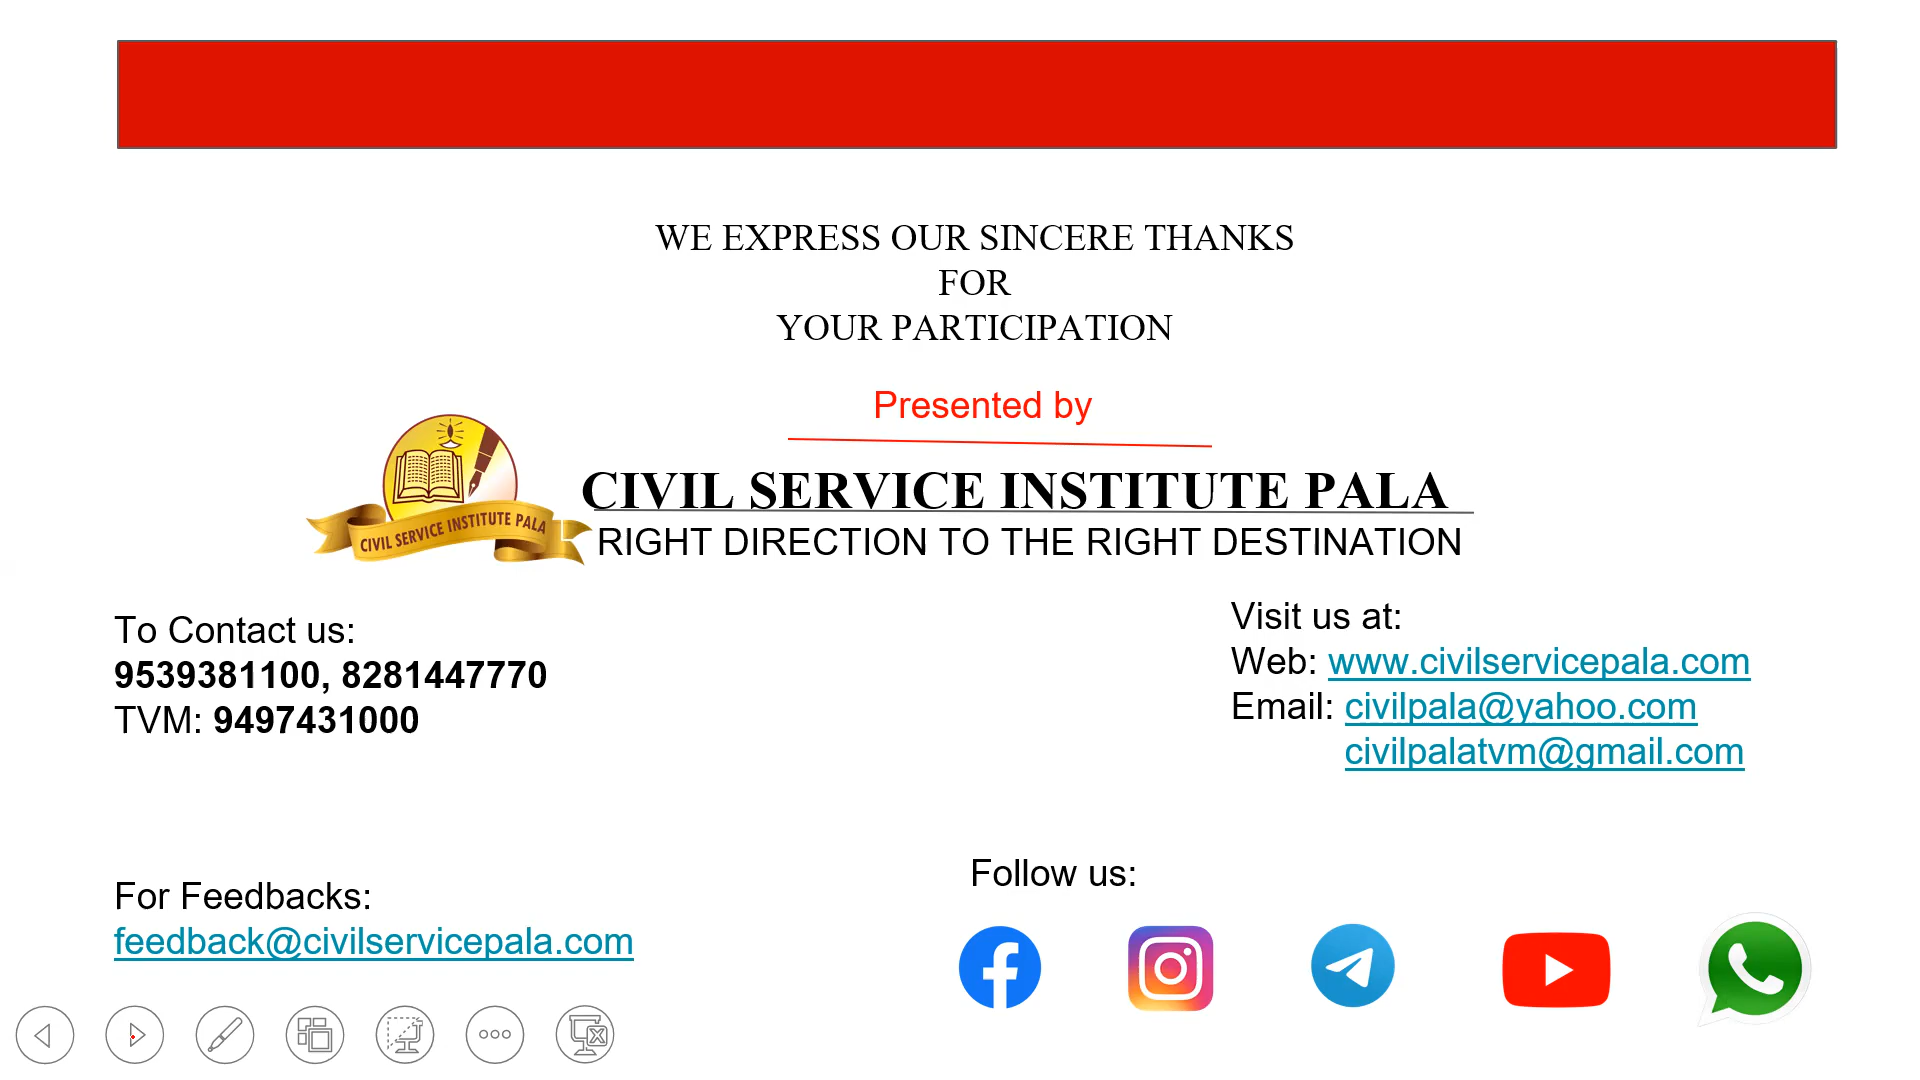 WE EXPRESS OUR SINCERE THANKS
FOR
YOUR PARTICIPATION
Presented by
CIVIL SERVICE INSTITUTE PALA
CIVIL SERVICE INSTITUTE PALA
RIGHT DIRECTION TO THE RIGHT DESTINATION
To Contact us:
9539381100, 8281447770
TVM: 9497431000
Visit us at:
Web: www.civilservicepala.com
Email: civilpala@yahoo.com
civilpalatvm@gmail.com
For Feedbacks:
feedback@civilservicepala.com
Follow us: